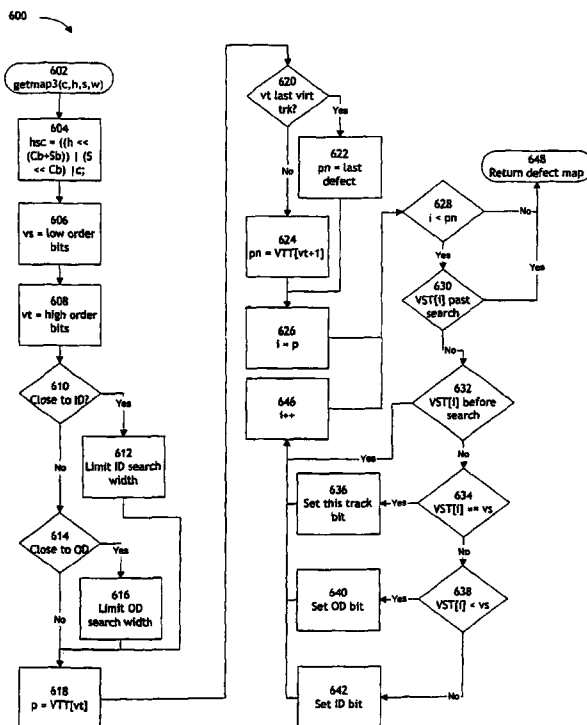 600
602
getmap3(c,h,s,w)
604
hsc = ((h <<
(Cb+Sb)) | (S
<< Cb) |c;
606
vs = low order
bits
608
vt = high order
bits
610
Close to ID?
Yes
No
612
Limit ID search
width
614
Close to OD
Yes
No
616
Limit OD
search width
618
p = VTT[vt]
620
vt last virt
trk?
Yes
No
622
pn = last
defect
624
pn = VTT[vt+1]
626
i = p
646
i++
628
i < pn
No
Yes
648
Return defect map
630
VST[i] past
search
Yes
No
632
VST[i] before
search
Yes
No
634
VST[i] == vs
Yes
No
636
Set this track
bit
638
VST[i] < vs
Yes
No
640
Set OD bit
642
Set ID bit